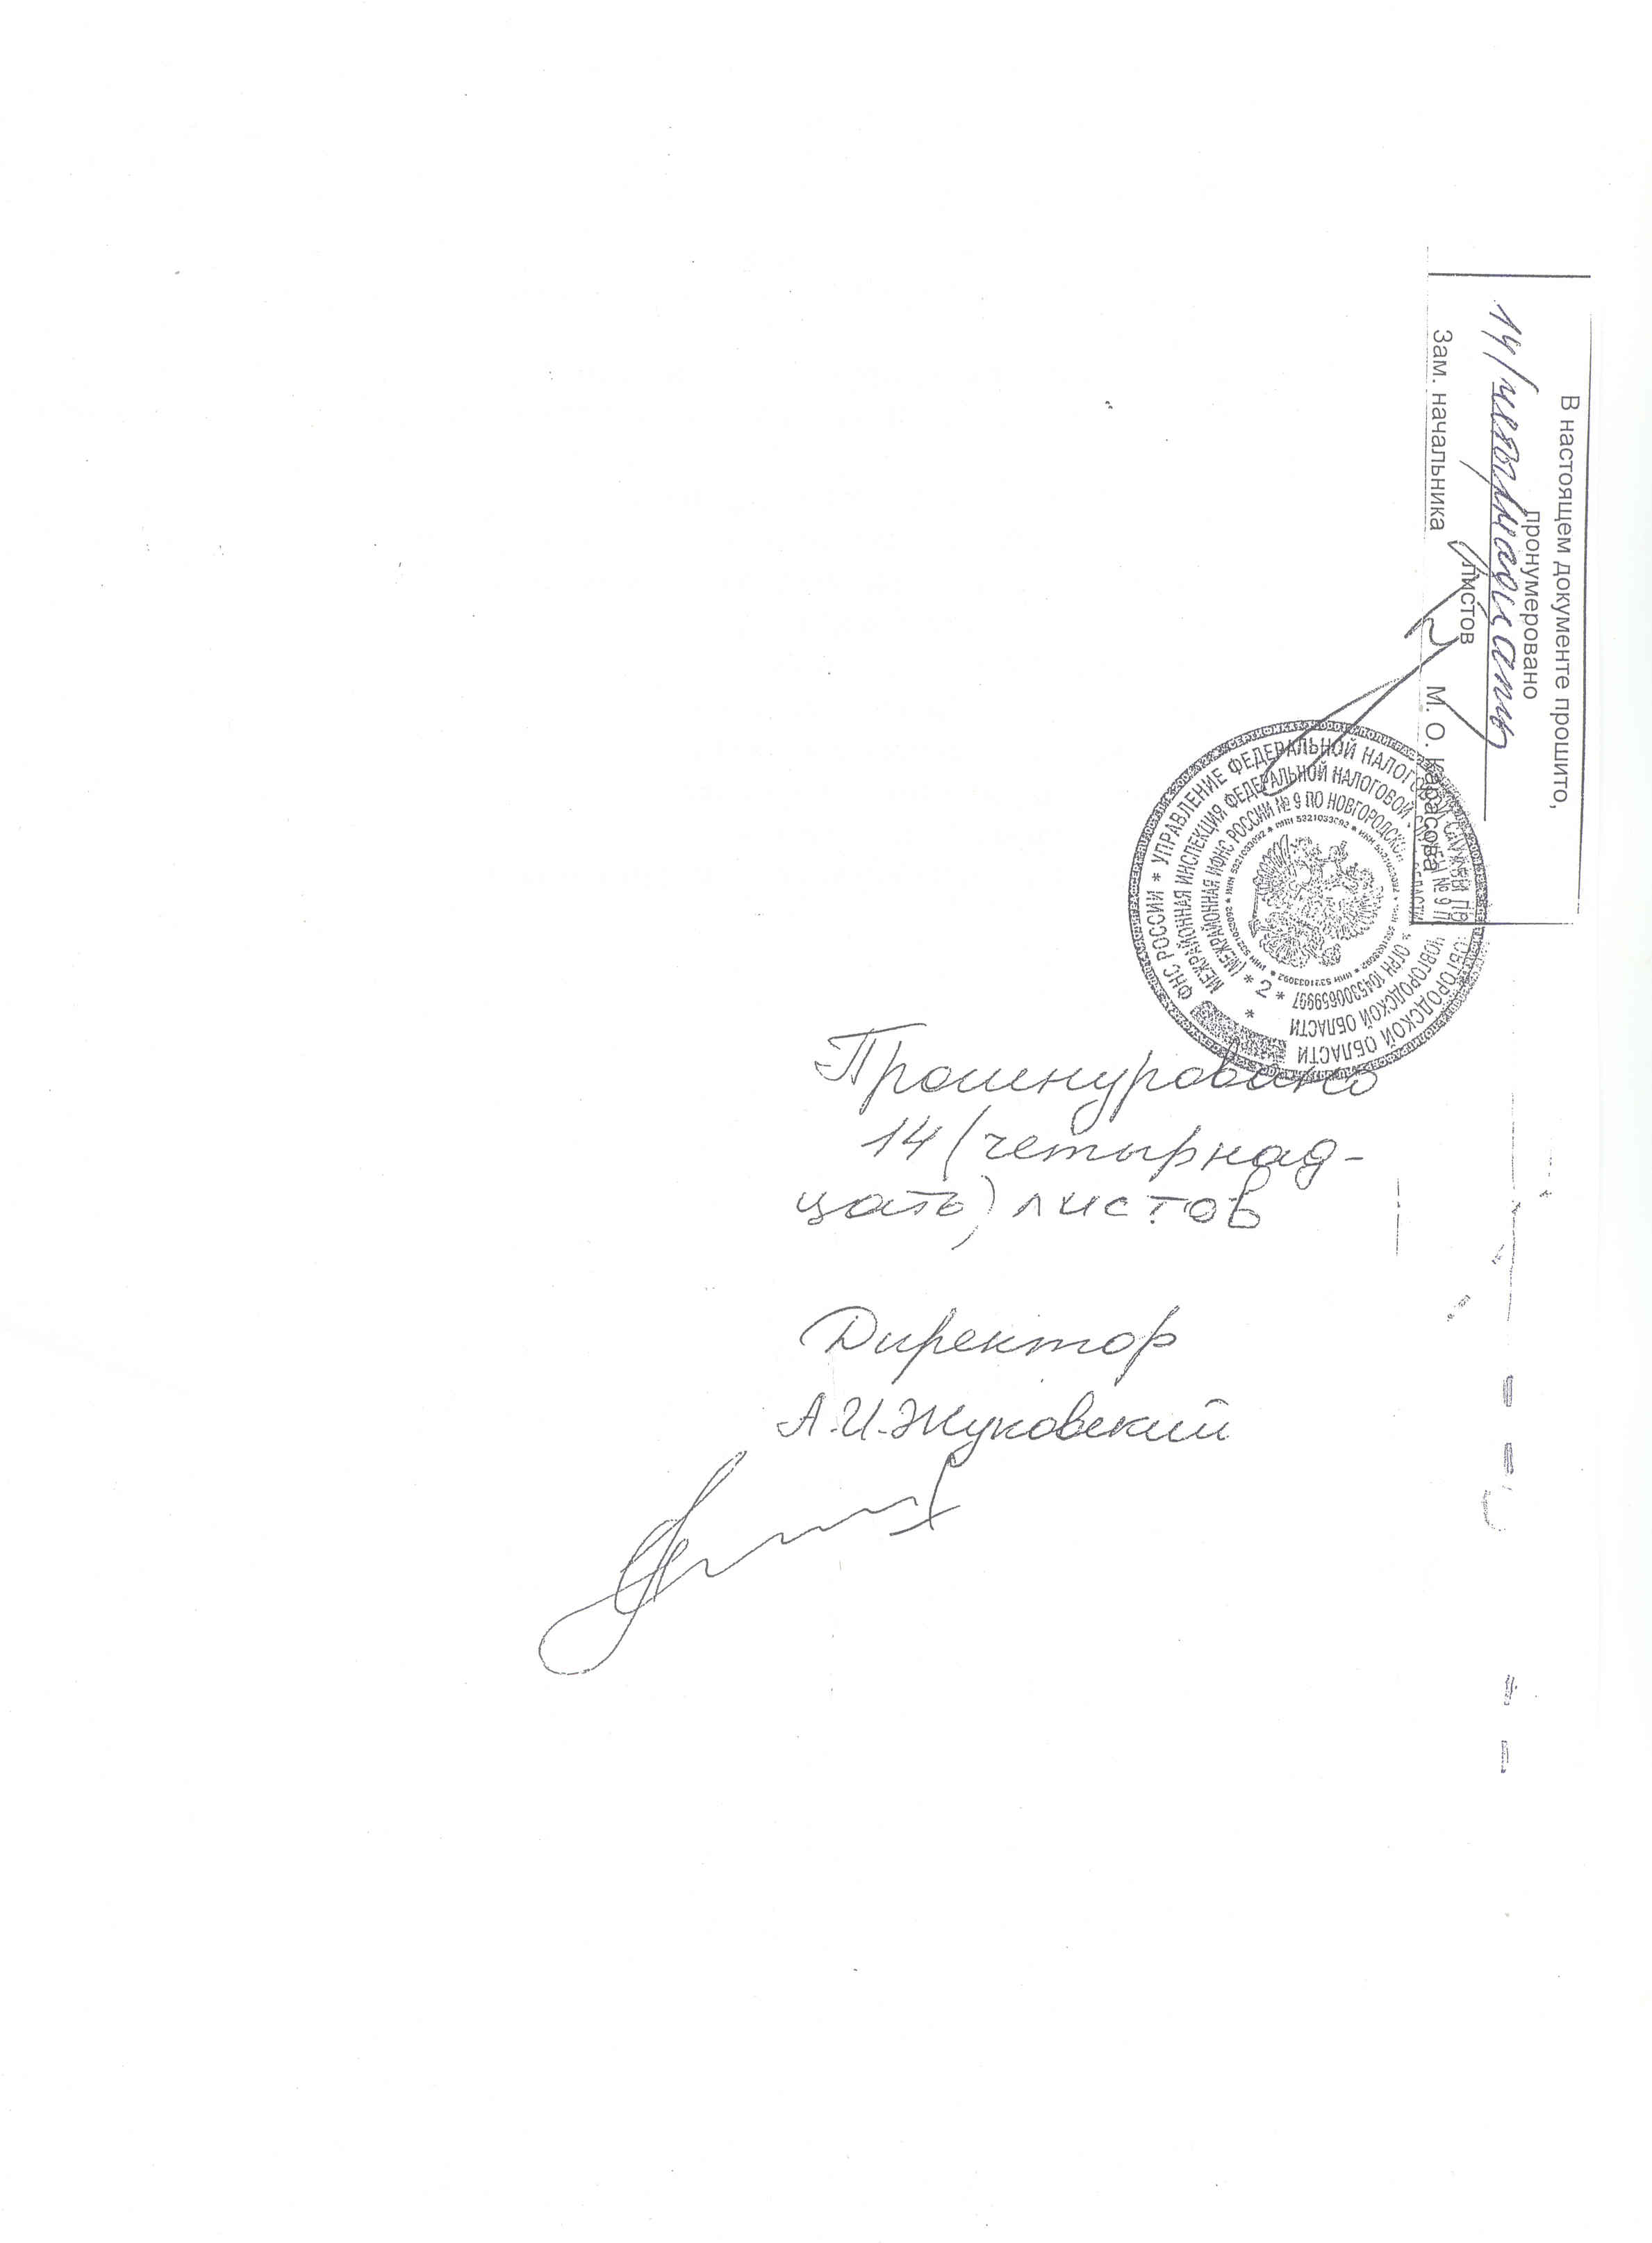 В настоящем документе прошито,
пронумеровано
14/четырнадцать
листов
Зам. начальника М. О. Карасова
ФНС РОССИИ * УПРАВЛЕНИЕ ФЕДЕРАЛЬНОЙ НАЛОГОВОЙ СЛУЖБЫ ПО НОВГОРОДСКОЙ ОБЛАСТИ
МЕЖРАЙОННАЯ ИНСПЕКЦИЯ ФЕДЕРАЛЬНОЙ НАЛОГОВОЙ СЛУЖБЫ № 9 ПО НОВГОРОДСКОЙ ОБЛАСТИ
(МЕЖРАЙОННАЯ ИФНС РОССИИ № 9 ПО НОВГОРОДСКОЙ ОБЛАСТИ) * ОГРН 1045300659997
* 2 *
* ИНН 5321033092 *
Прошнуровано
14 (четырнад-
цать) листов
Директор
А.И.Жуковский